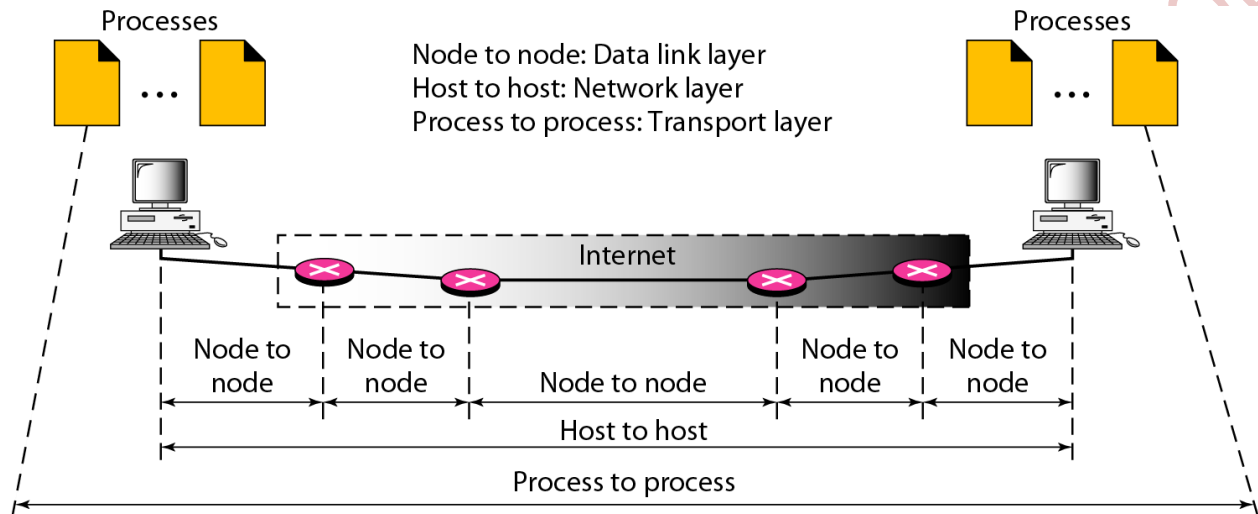 Processes
Processes
Node to node: Data link layer
Host to host: Network layer
Process to process: Transport layer
Internet
Node to
node
Node to
node
Node to node
Node to
node
Node to
node
Host to host
Process to process